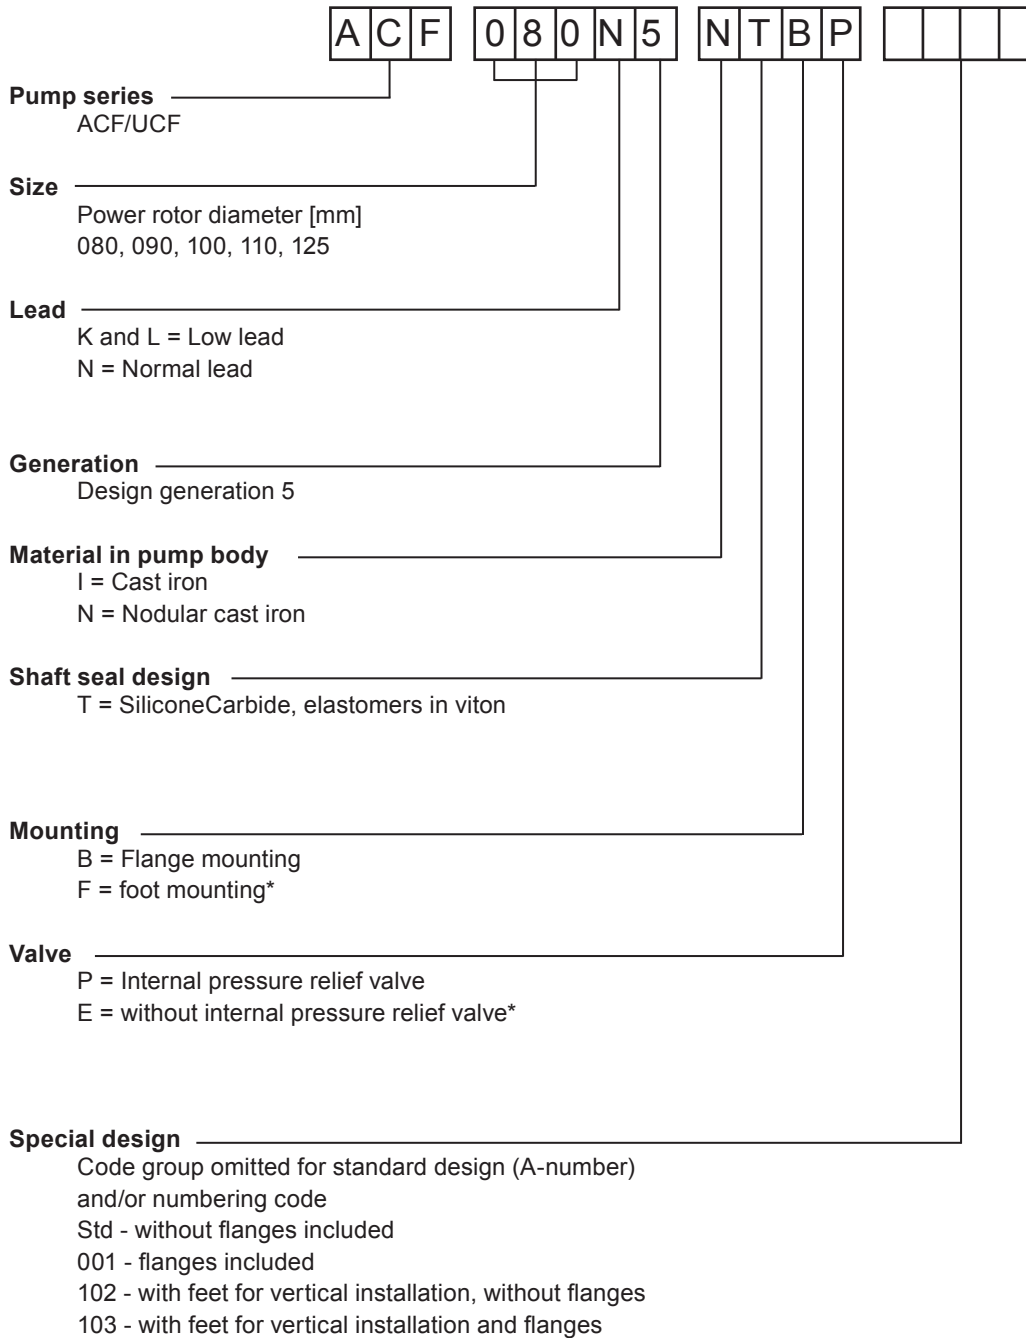 ACF 080N5 NTBP
Pump series
ACF/UCF
Size
Power rotor diameter [mm]
080, 090, 100, 110, 125
Lead
K and L = Low lead
N = Normal lead
Generation
Design generation 5
Material in pump body
I = Cast iron
N = Nodular cast iron
Shaft seal design
T = SiliconeCarbide, elastomers in viton
Mounting
B = Flange mounting
F = foot mounting*
Valve
P = Internal pressure relief valve
E = without internal pressure relief valve*
Special design
Code group omitted for standard design (A-number)
and/or numbering code
Std - without flanges included
001 - flanges included
102 - with feet for vertical installation, without flanges
103 - with feet for vertical installation and flanges